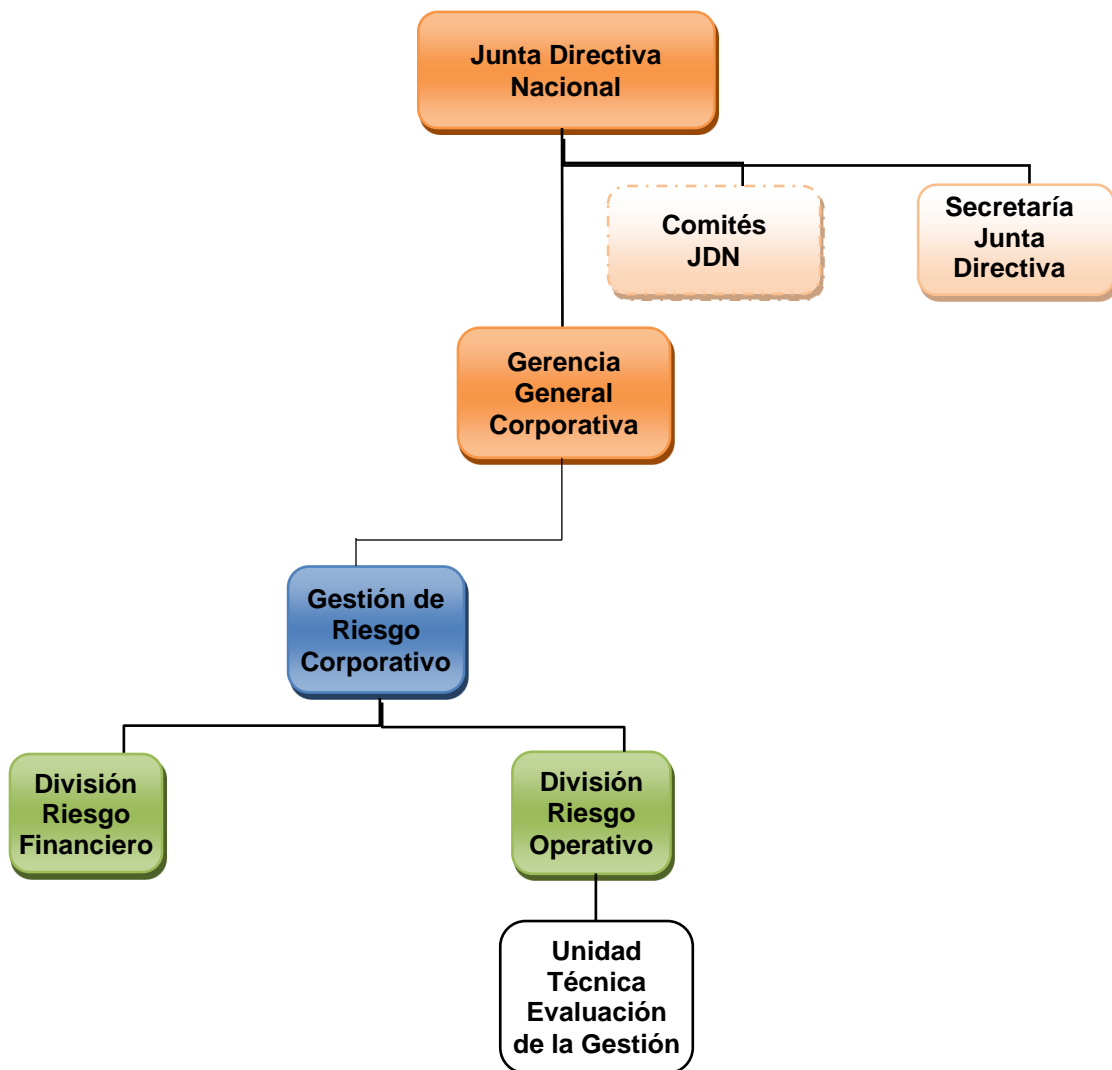 Junta Directiva
Nacional
Comités
JDN
Secretaría
Junta
Directiva
Gerencia
General
Corporativa
Gestión de
Riesgo
Corporativo
División
Riesgo
Financiero
División
Riesgo
Operativo
Unidad
Técnica
Evaluación
de la Gestión